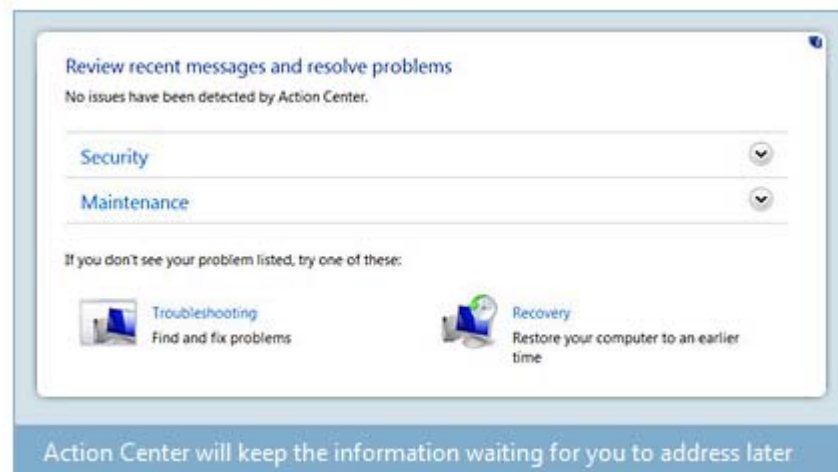 Review recent messages and resolve problems
No issues have been detected by Action Center.
Security
Maintenance
If you don't see your problem listed, try one of these:
Troubleshooting
Find and fix problems
Recovery
Restore your computer to an earlier
time
Action Center will keep the information waiting for you to address later